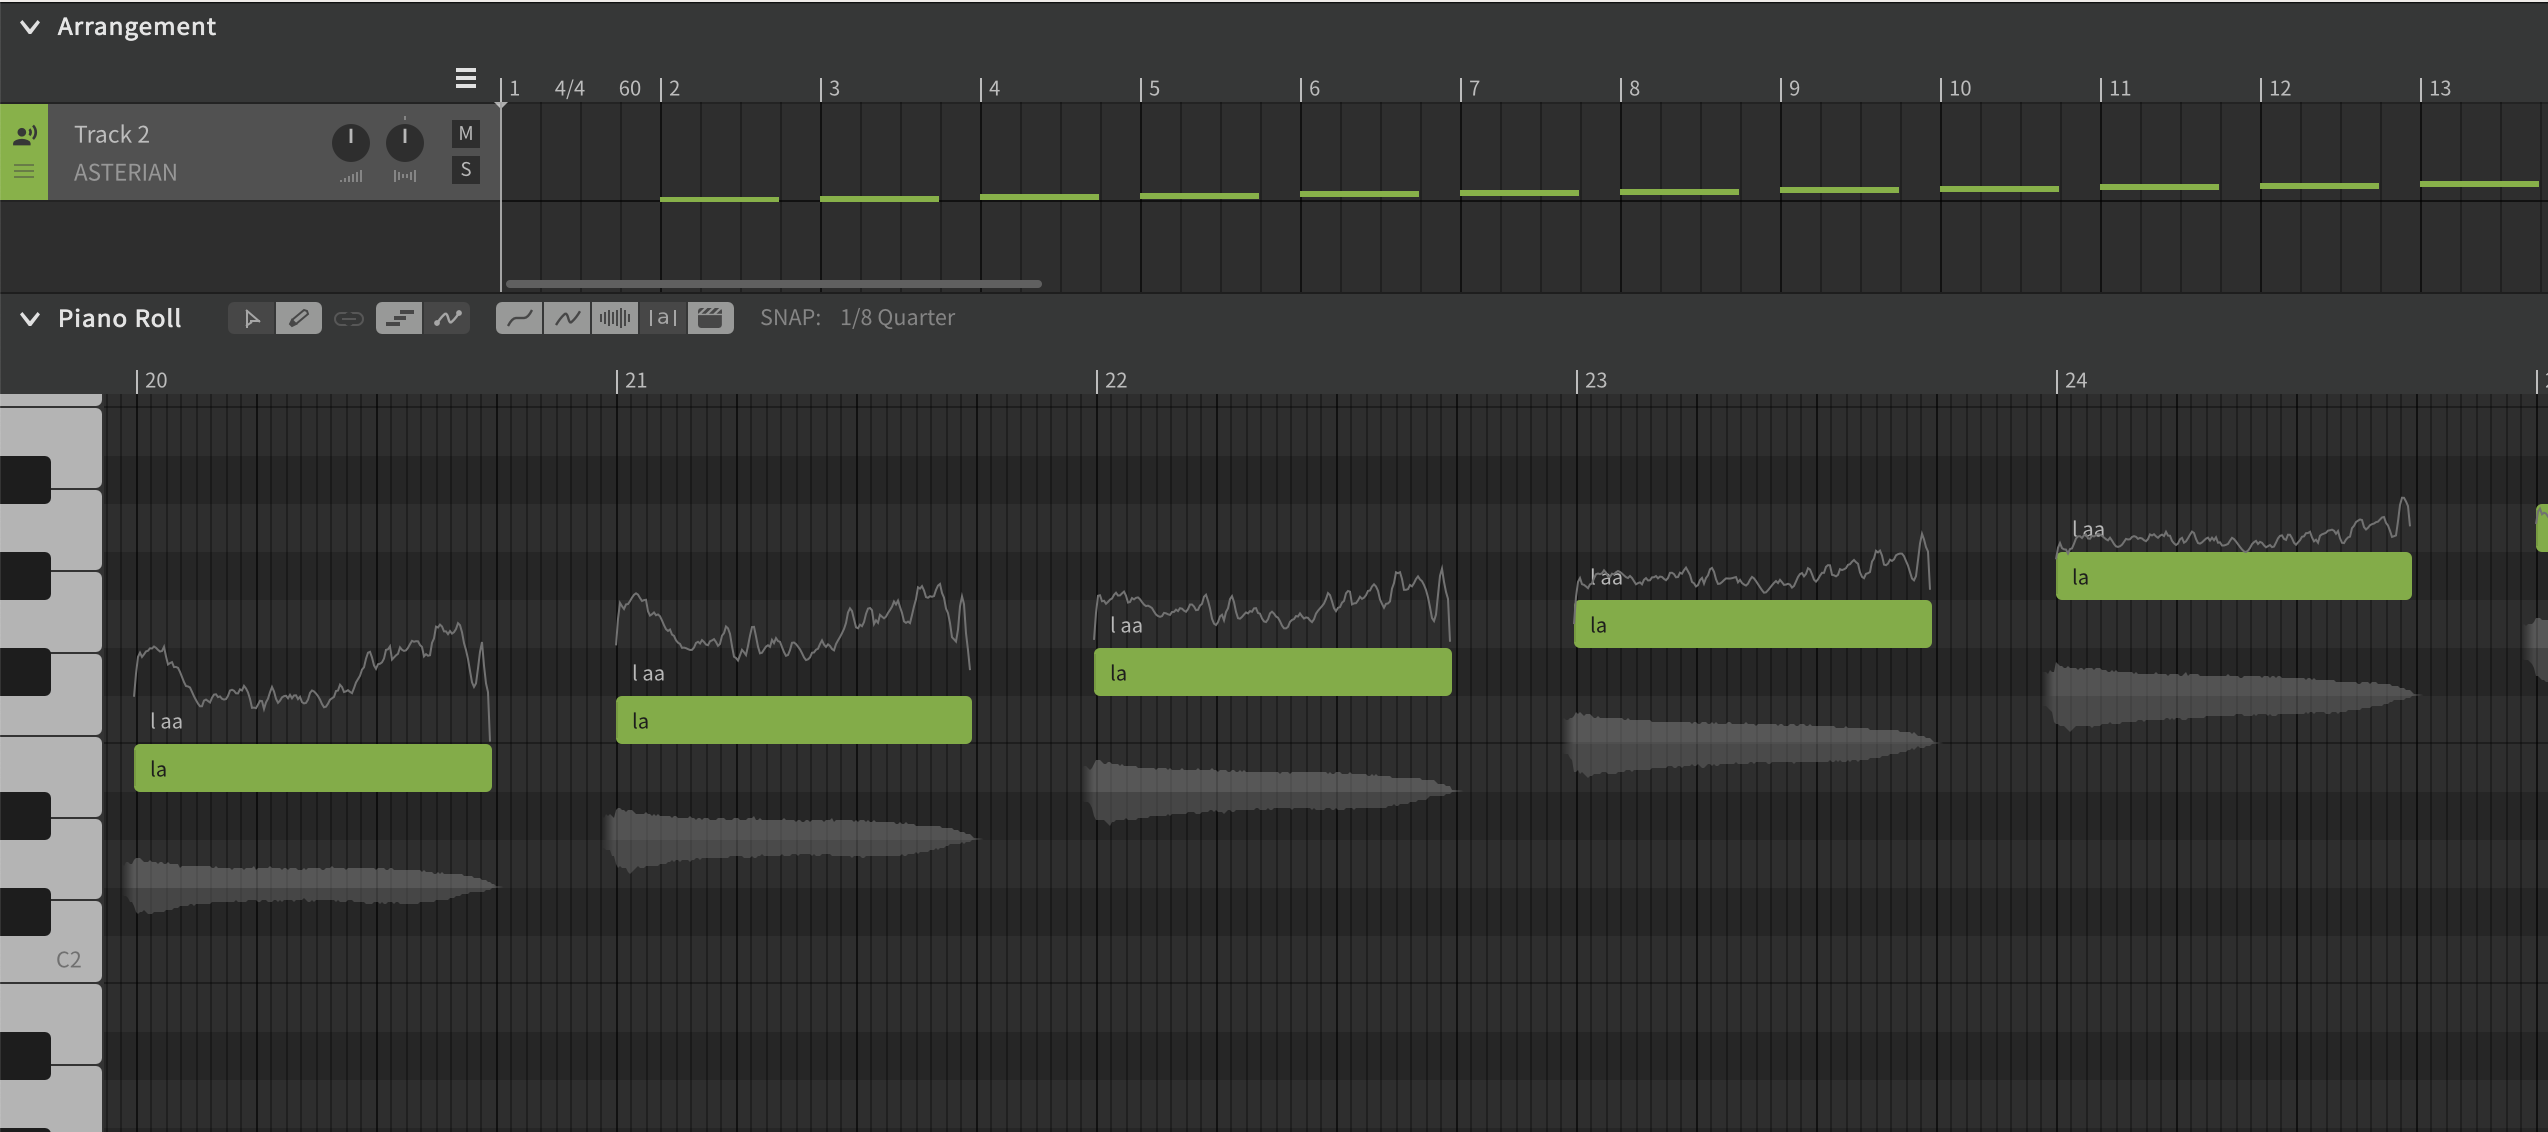 Arrangement
1 4/4 60 2 3 4 5 6 7 8 9 10 11 12 13
Track 2 M
ASTERIAN S
Piano Roll |a| SNAP: 1/8 Quarter
20 21 22 23 24
l aa
la
l aa
la
l aa
la
l aa
la
l aa
la
C2